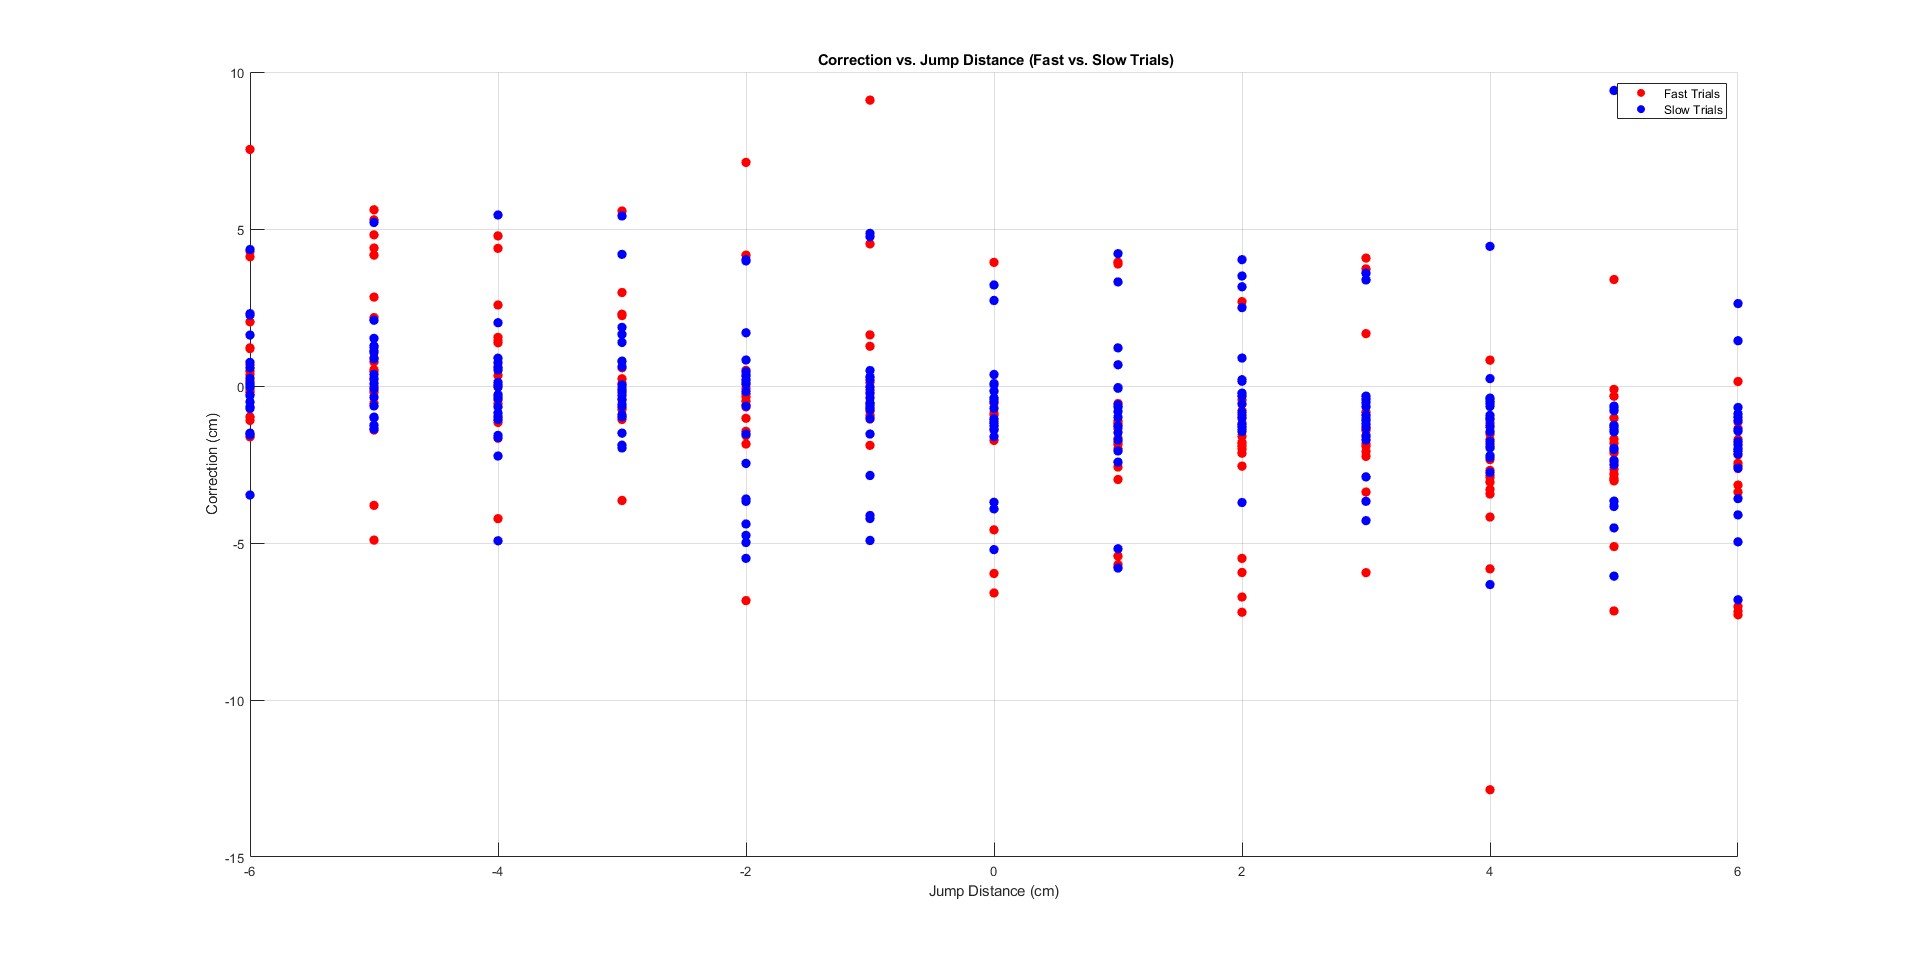 Correction vs. Jump Distance (Fast vs. Slow Trials)
10
Fast Trials
Slow Trials
5
0
Correction (cm)
-5
-10
-15
-6
-4
-2
0
2
4
6
Jump Distance (cm)